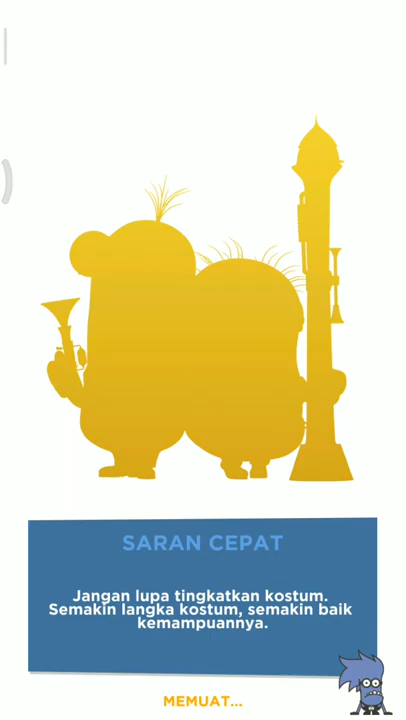 SARAN CEPAT
Jangan lupa tingkatkan kostum.
Semakin langka kostum, semakin baik
kemampuannya.
MEMUAT...